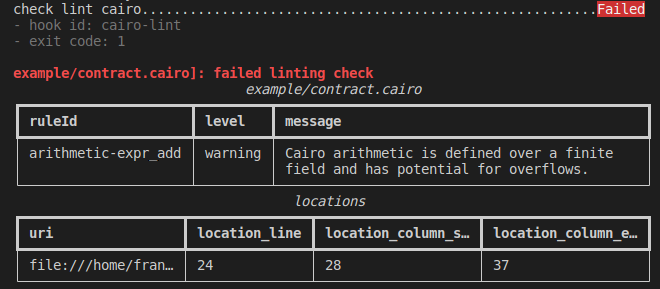 check lint cairo.........................................................Failed
- hook id: cairo-lint
- exit code: 1
example/contract.cairo]: failed linting check
example/contract.cairo
ruleId level message
arithmetic-expr_add warning Cairo arithmetic is defined over a finite
field and has potential for overflows.
locations
uri location_line location_column_s… location_column_e…
file:///home/fran… 24 28 37